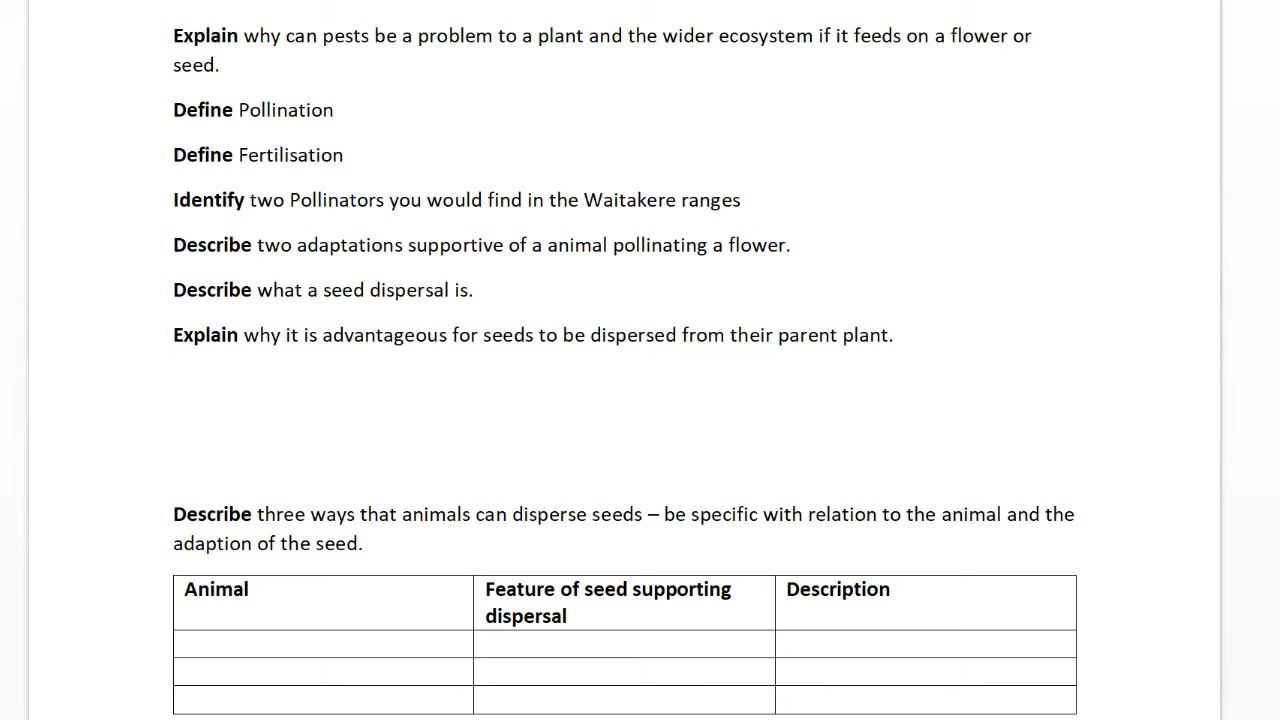 Explain why can pests be a problem to a plant and the wider ecosystem if it feeds on a flower or
seed.
Define Pollination
Define Fertilisation
Identify two Pollinators you would find in the Waitakere ranges
Describe two adaptations supportive of a animal pollinating a flower.
Describe what a seed dispersal is.
Explain why it is advantageous for seeds to be dispersed from their parent plant.
Describe three ways that animals can disperse seeds – be specific with relation to the animal and the
adaption of the seed.
Animal
Feature of seed supporting
dispersal
Description